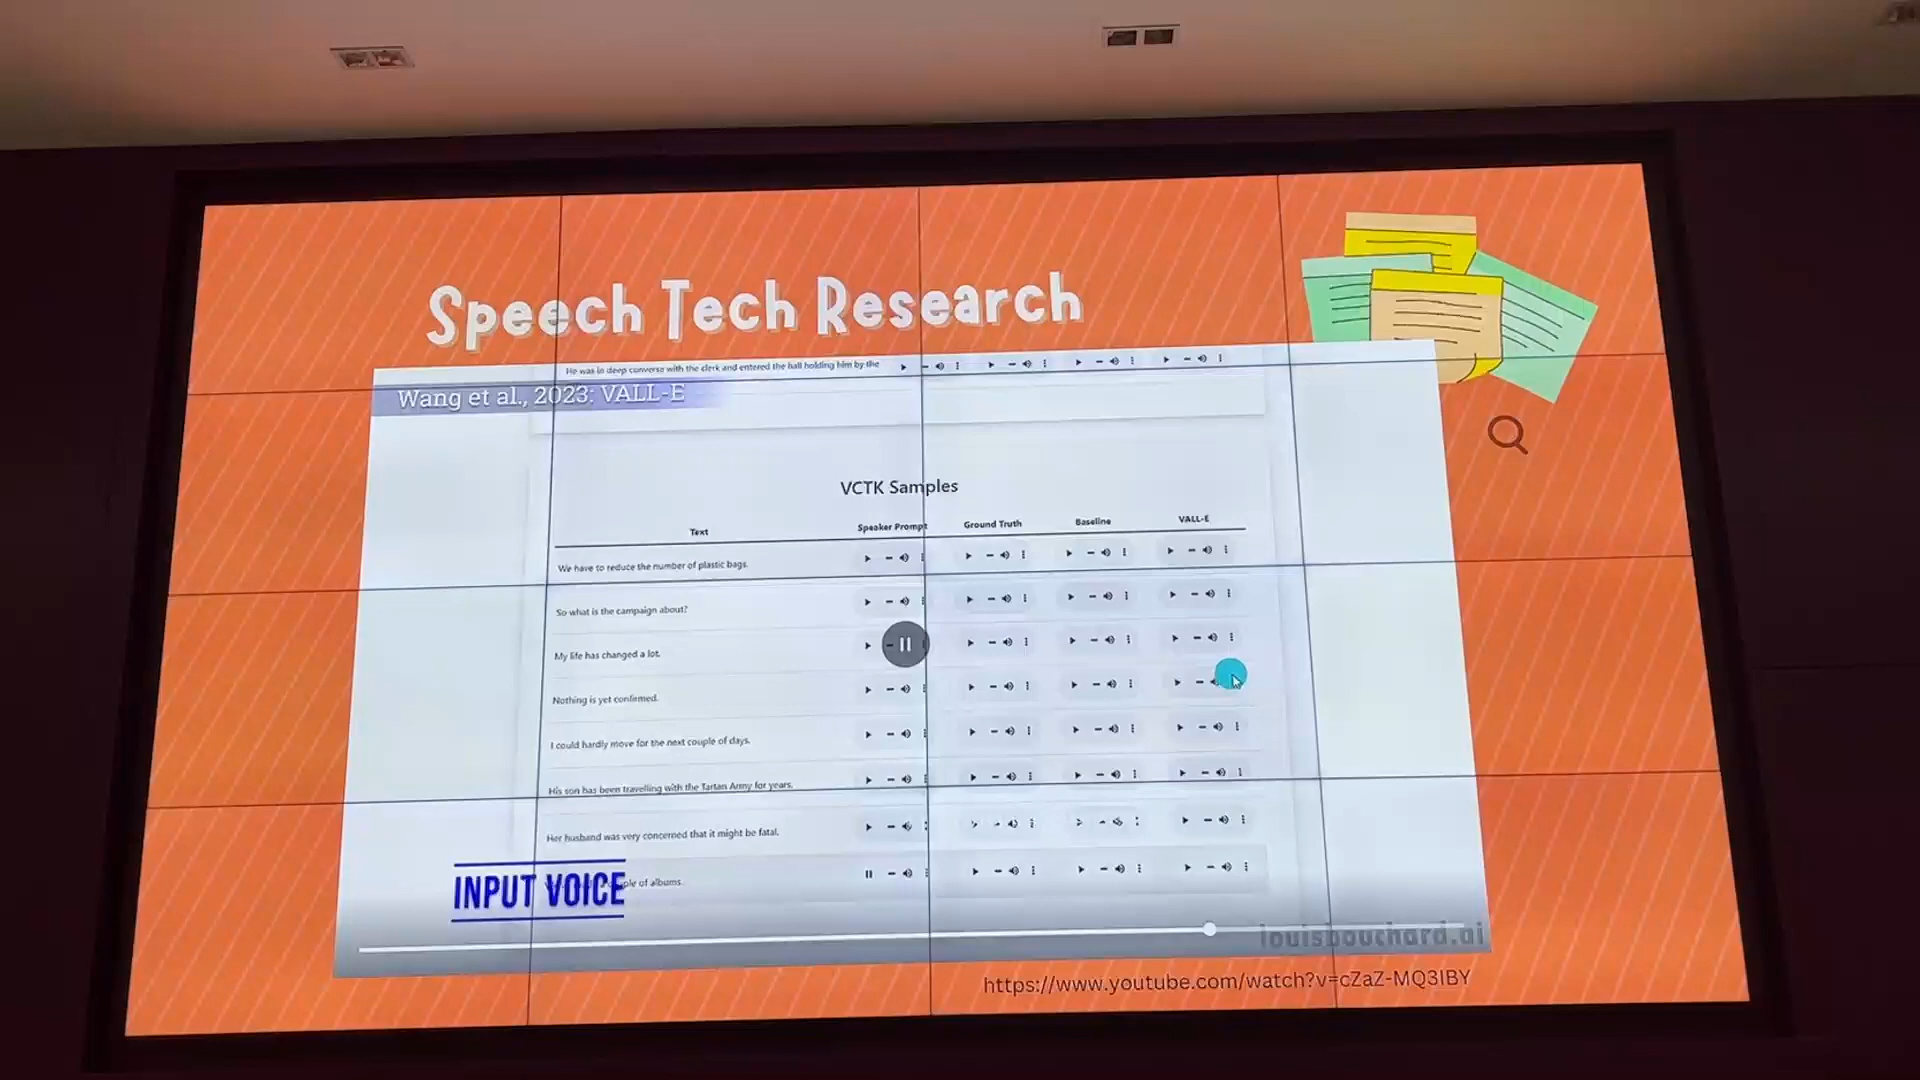 Speech Tech Research
He was in deep converse with the clerk and entered the hall holding him by the
Wang et al., 2023: VALL-E
VCTK Samples
Text Speaker Prompt Ground Truth Baseline VALL-E
We have to reduce the number of plastic bags.
So what is the campaign about?
My life has changed a lot.
Nothing is yet confirmed.
I could hardly move for the next couple of days.
His son has been travelling with the Tartan Army for years.
Her husband was very concerned that it might be fatal.
of albums.
INPUT VOICE
louisbouchard.ai
https://www.youtube.com/watch?v=cZaZ-MQ3IBY